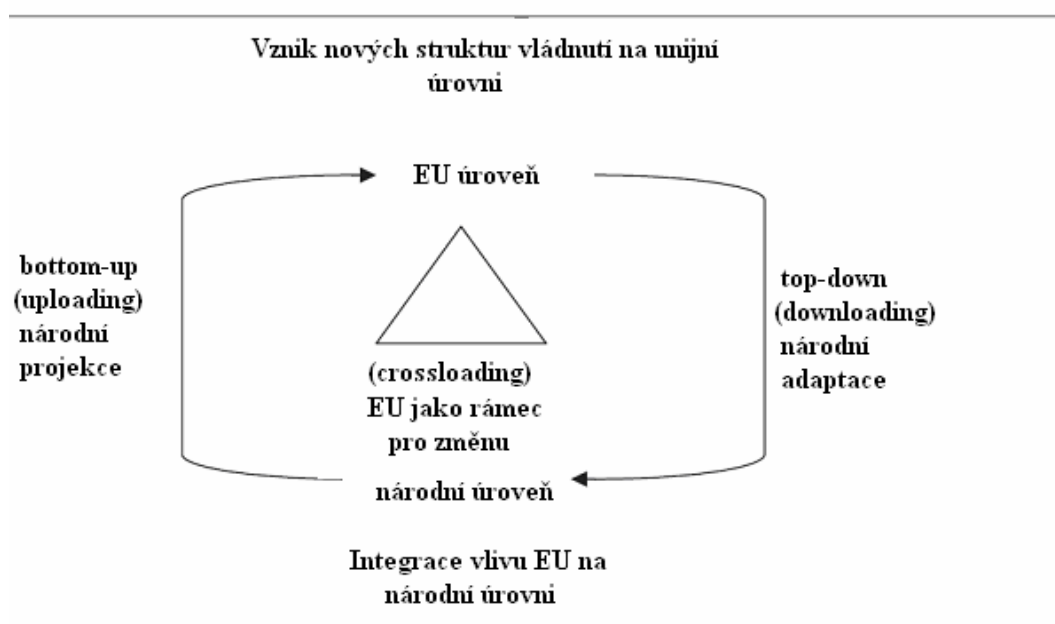 Vznik nových struktur vládnutí na unijní
úrovni
EU úroveň
bottom-up
(uploading)
národní
projekce
top-down
(downloading)
národní
adaptace
(crossloading)
EU jako rámec
pro změnu
národní úroveň
Integrace vlivu EU na
národní úrovni